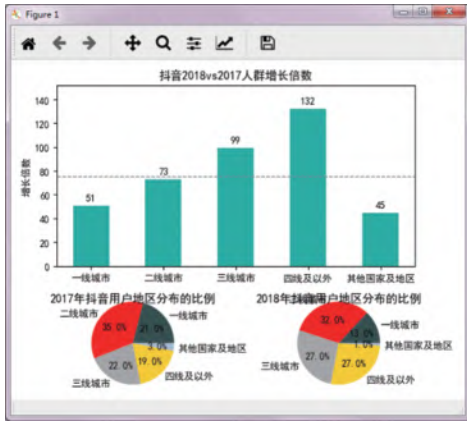 Figure 1
抖音2018vs2017人群增长倍数
增长倍数
140
120
100
80
60
40
20
0
51
73
99
132
45
一线城市
二线城市
三线城市
四线及以外
其他国家及地区
2017年抖音用户地区分布的比例
二线城市
一线城市
35.0%
21.0%
3.0%
其他国家及地区
22.0%
19.0%
三线城市
四线及以外
2018年抖音用户地区分布的比例
32.0%
一线城市
13.0%
1.0%
其他国家及地区
三线城市
27.0%
27.0%
四线及以外